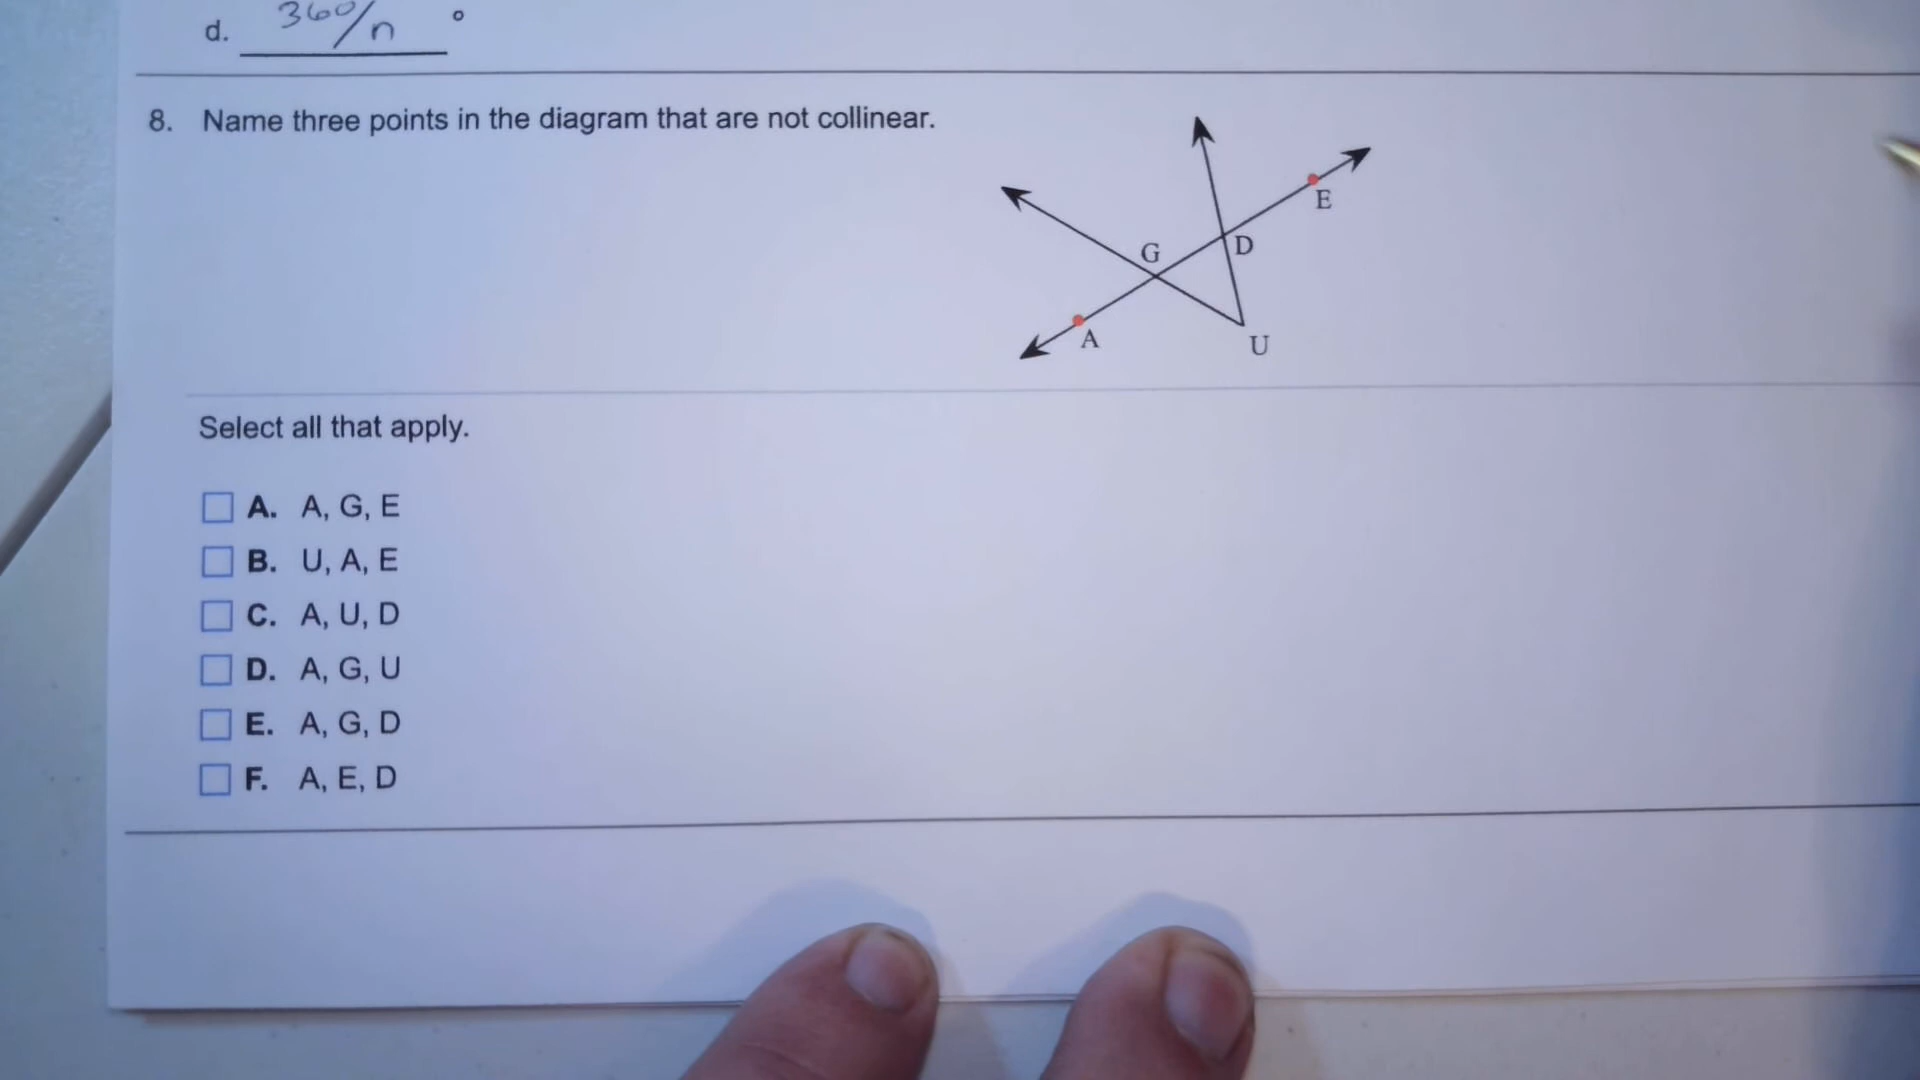 d. 360/n °
8. Name three points in the diagram that are not collinear.
E
G D
A
U
Select all that apply.
A. A, G, E
B. U, A, E
C. A, U, D
D. A, G, U
E. A, G, D
F. A, E, D